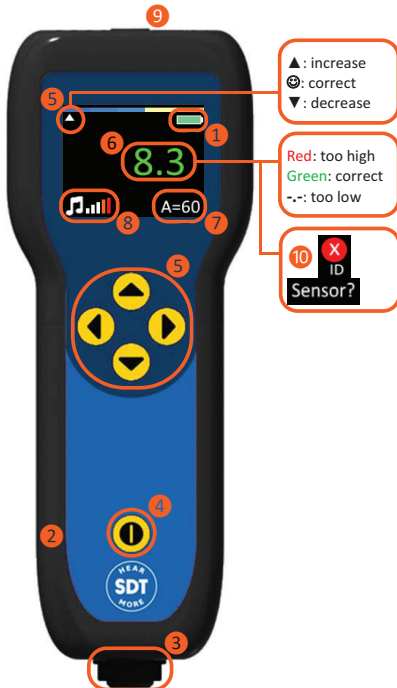 9
▲: increase
☺: correct
▼: decrease
5
1
6
8.3
Red: too high
Green: correct
-.-: too low
8
A=60
7
10
X
ID
Sensor?
5
4
2
HEAR
SDT
MORE
3